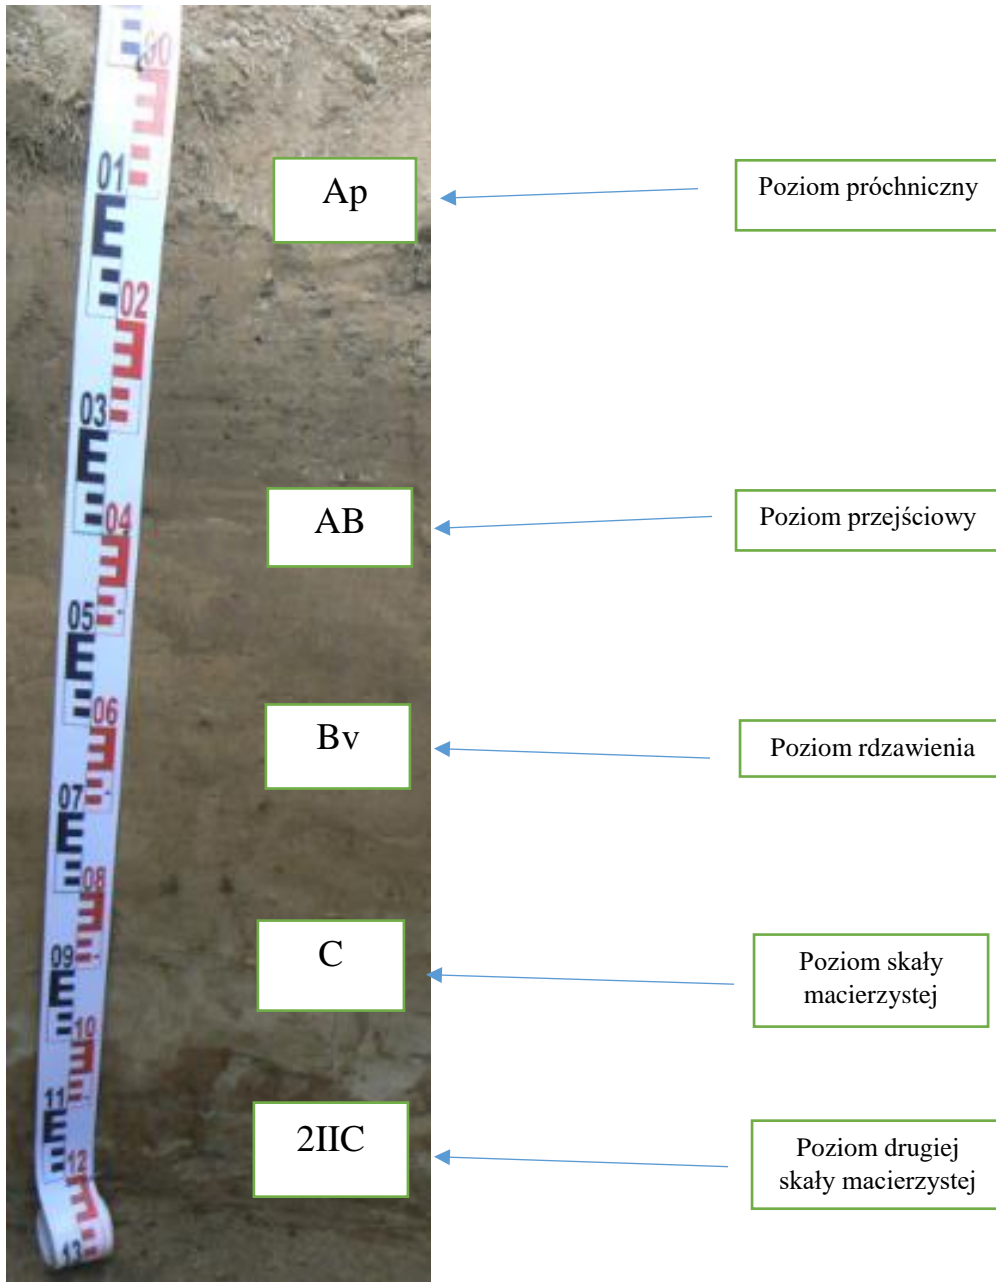 00
01
Ap
Poziom próchniczny
02
03
04
AB
Poziom przejściowy
05
06
Bv
Poziom rdzawienia
07
08
09
C
Poziom skały
macierzystej
10
11
2IIC
Poziom drugiej
skały macierzystej
12
13